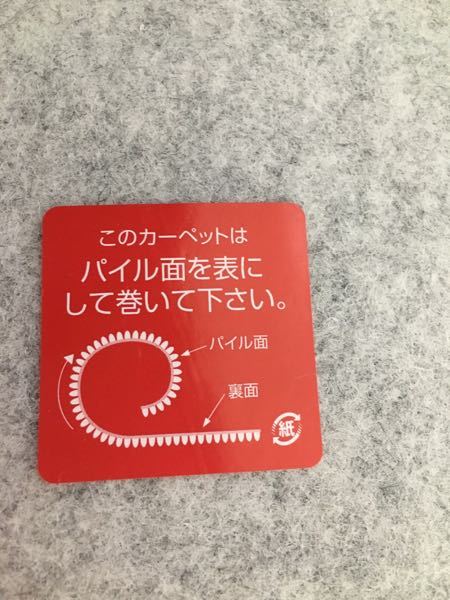 このカーペットは
パイル面を表に
して巻いて下さい。
パイル面
裏面
紙